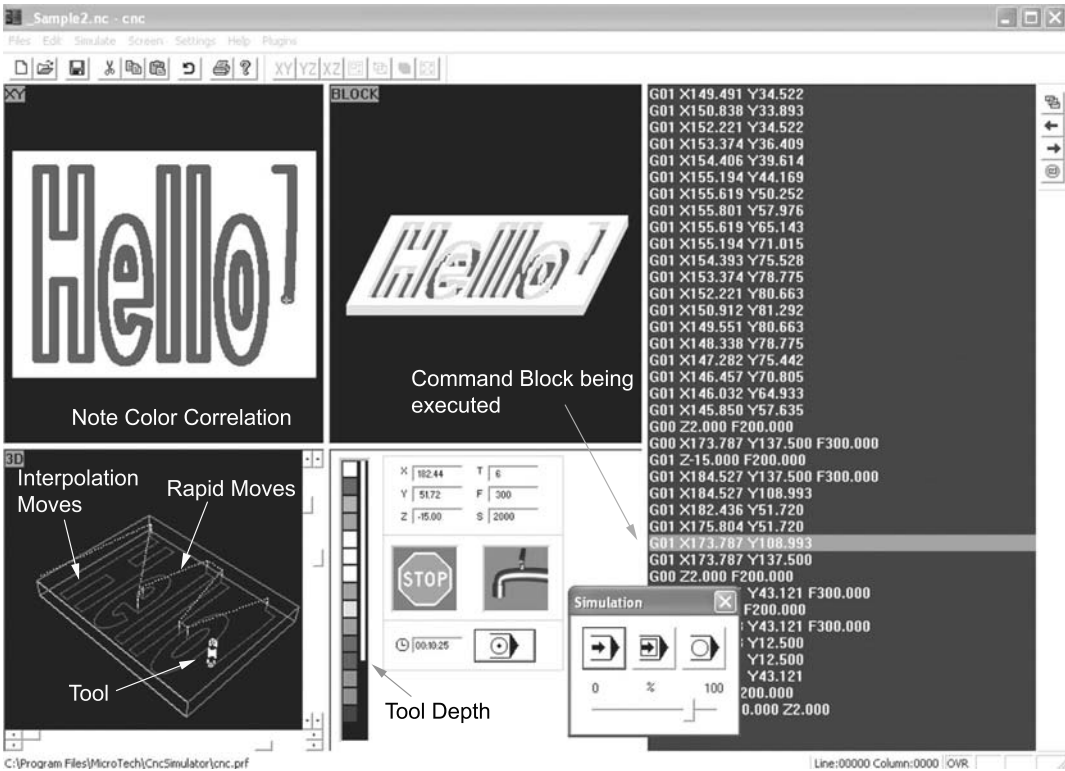 _Sample2.nc - cnc
Files Edit Simulate Screen Settings Help Plugins
XY YZ XZ
XY
Hello!
Note Color Correlation
BLOCK
Hello!
Command Block being
executed
3D
Interpolation
Moves
Rapid Moves
Tool
X 182.44 T 6
Y 51.72 F 300
Z -15.00 S 2000
STOP
00:10:25
Tool Depth
Simulation
0 % 100
G01 X149.491 Y34.522
G01 X150.838 Y33.893
G01 X152.221 Y34.522
G01 X153.374 Y36.409
G01 X154.406 Y39.614
G01 X155.194 Y44.169
G01 X155.619 Y50.252
G01 X155.801 Y57.976
G01 X155.619 Y65.143
G01 X155.194 Y71.015
G01 X154.393 Y75.528
G01 X153.374 Y78.775
G01 X152.221 Y80.663
G01 X150.912 Y81.292
G01 X149.551 Y80.663
G01 X148.338 Y78.775
G01 X147.282 Y75.442
G01 X146.457 Y70.805
G01 X146.032 Y64.933
G01 X145.850 Y57.635
G00 Z2.000 F200.000
G00 X173.787 Y137.500 F300.000
G01 Z-15.000 F200.000
G01 X184.527 Y137.500 F300.000
G01 X184.527 Y108.993
G01 X182.436 Y51.720
G01 X175.804 Y51.720
G01 X173.787 Y108.993
G01 X173.787 Y137.500
G00 Z2.000 F200.000
Y43.121 F300.000
F200.000
Y43.121 F300.000
Y12.500
Y12.500
Y43.121
200.000
0.000 Z2.000
C:\Program Files\MicroTech\CncSimulator\cnc.prf
Line:00000 Column:0000 OVR